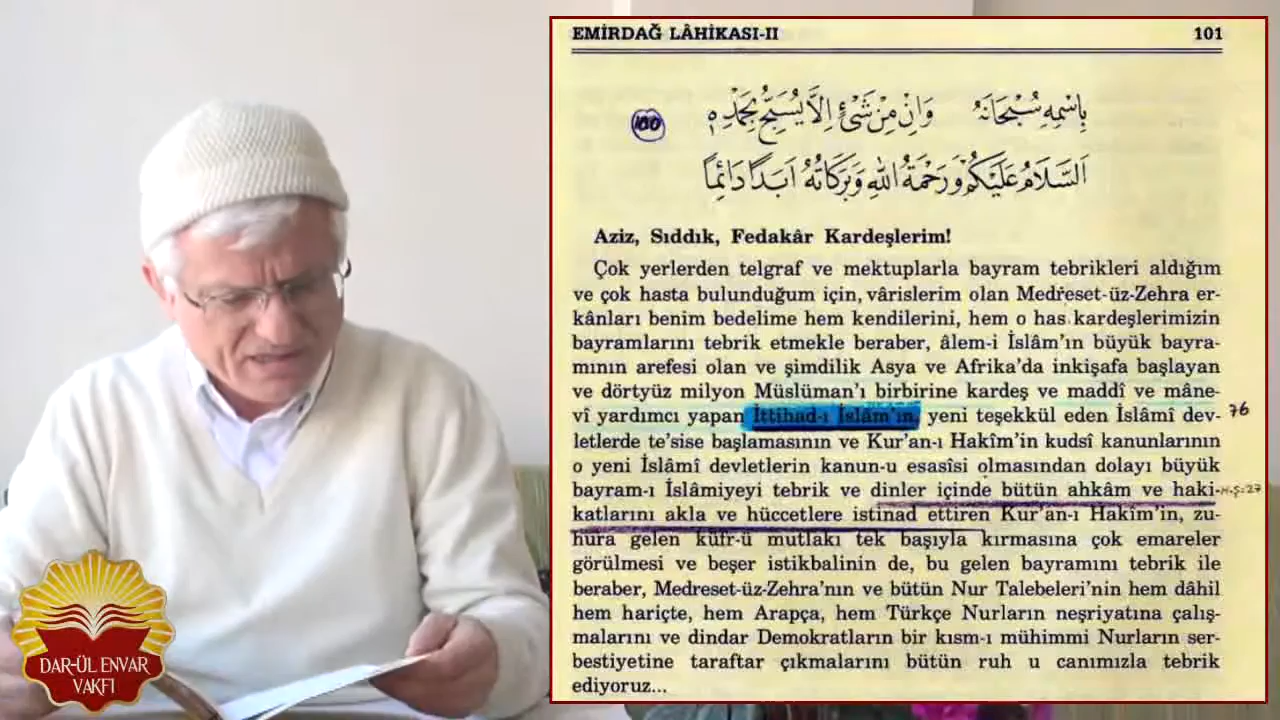 EMİRDAĞ LÂHİKASI-II 101
100
بِاسْمِهِ سُبْحَانَهُ وَاِنْ مِنْ شَيْءٍ اِلَّا يُسَبِّحُ بِحَمْدِهِ
اَلسَّلَامُ عَلَيْكُمْ وَرَحْمَةُ اللهِ وَبَرَكَاتُهُ اَبَدًا دَائِمًا
Aziz, Sıddık, Fedakâr Kardeşlerim!
Çok yerlerden telgraf ve mektuplarla bayram tebrikleri aldığım
ve çok hasta bulunduğum için, vârislerim olan Medreset-üz-Zehra er-
kânları benim bedelime hem kendilerini, hem o has kardeşlerimizin
bayramlarını tebrik etmekle beraber, âlem-i İslâm'ın büyük bayra-
mının arefesi olan ve şimdilik Asya ve Afrika'da inkişafa başlayan
ve dörtyüz milyon Müslüman'ı birbirine kardeş ve maddî ve mâne-
vî yardımcı yapan İttihad-ı İslâm'ın, yeni teşekkül eden İslâmî dev- 76
letlerde te'sise başlamasının ve Kur'an-ı Hakîm'in kudsî kanunlarının
o yeni İslâmî devletlerin kanun-u esasîsi olmasından dolayı büyük
bayram-ı İslâmiyeyi tebrik ve dinler içinde bütün ahkâm ve haki-
katlarını akla ve hüccetlere istinad ettiren Kur'an-ı Hakîm'in, zu-
hura gelen küfr-ü mutlakı tek başıyla kırmasına çok emareler
görülmesi ve beşer istikbalinin de, bu gelen bayramını tebrik ile
beraber, Medreset-üz-Zehra'nın ve bütün Nur Talebeleri'nin hem dâhil
hem hariçte, hem Arapça, hem Türkçe Nurların neşriyatına çalış-
malarını ve dindar Demokratların bir kısm-ı mühimmi Nurların ser-
bestiyetine taraftar çıkmalarını bütün ruh u canımızla tebrik
ediyoruz...
DAR-ÜL ENVAR
VAKFI